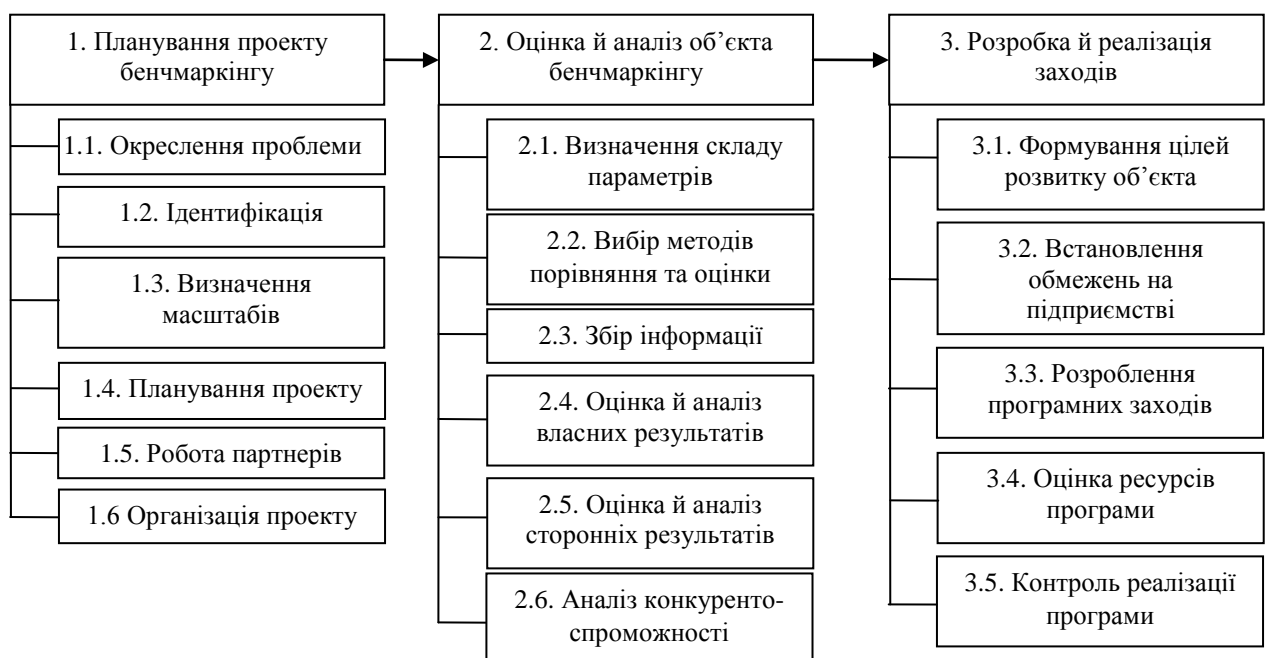 1. Планування проекту
бенчмаркінгу
1.1. Окреслення проблеми
1.2. Ідентифікація
1.3. Визначення
масштабів
1.4. Планування проекту
1.5. Робота партнерів
1.6 Організація проекту
2. Оцінка й аналіз об’єкта
бенчмаркінгу
2.1. Визначення складу
параметрів
2.2. Вибір методів
порівняння та оцінки
2.3. Збір інформації
2.4. Оцінка й аналіз
власних результатів
2.5. Оцінка й аналіз
сторонніх результатів
2.6. Аналіз конкуренто-
спроможності
3. Розробка й реалізація
заходів
3.1. Формування цілей
розвитку об’єкта
3.2. Встановлення
обмежень на
підприємстві
3.3. Розроблення
програмних заходів
3.4. Оцінка ресурсів
програми
3.5. Контроль реалізації
програми